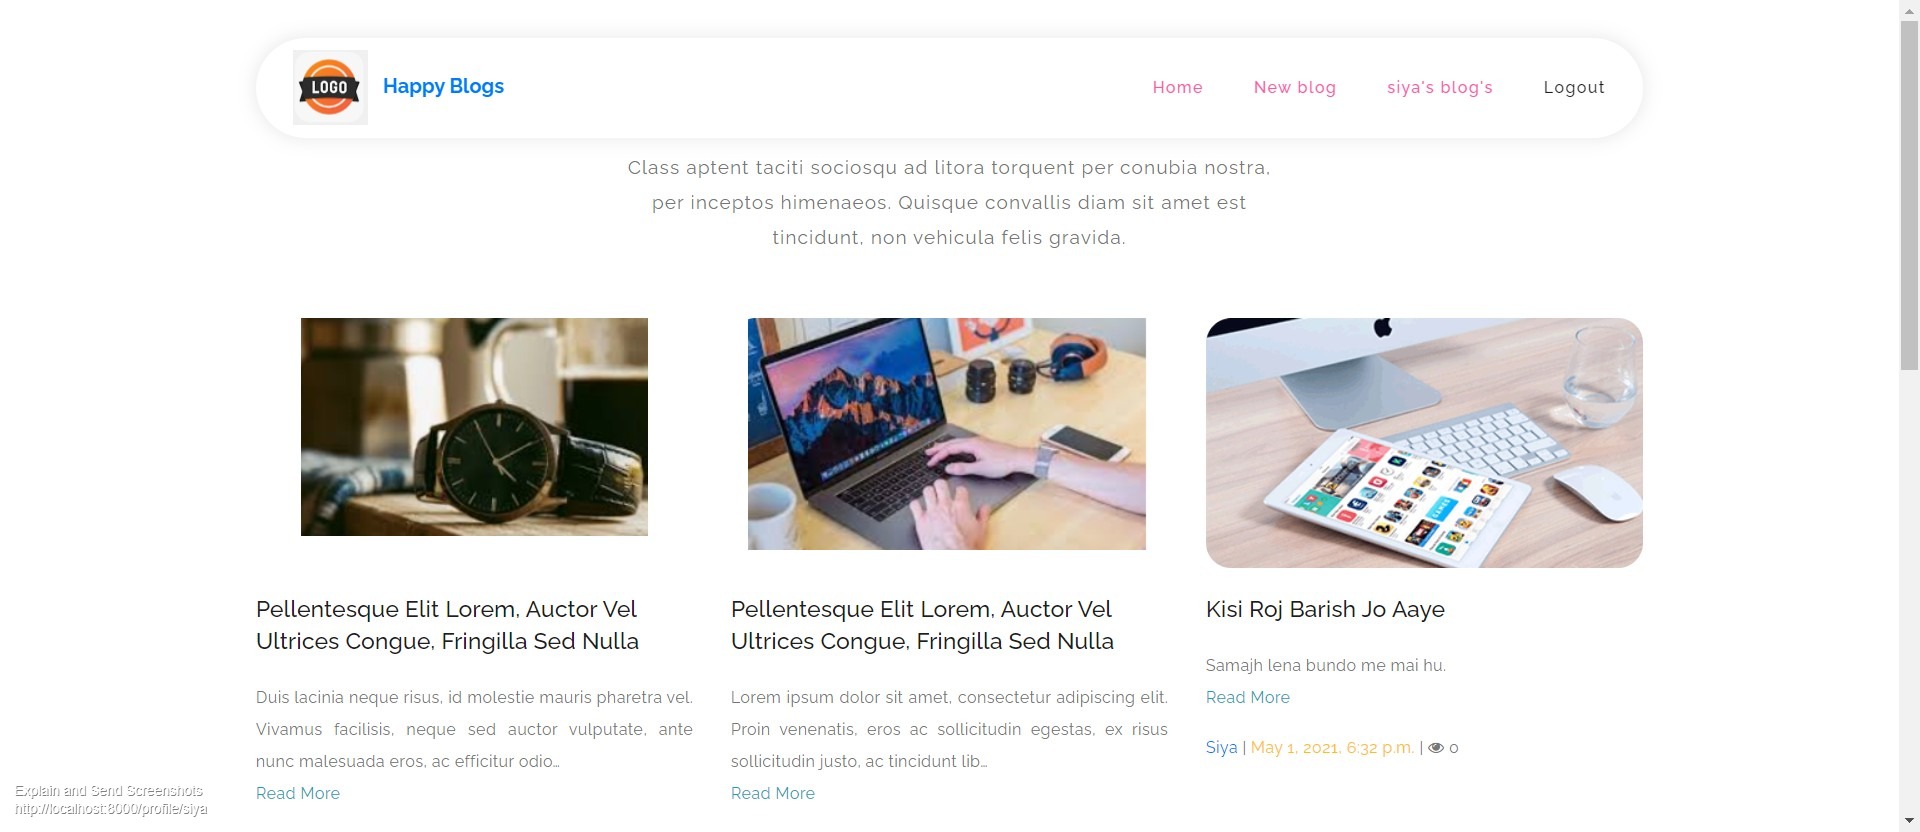 LOGO
Happy Blogs
Home
New blog
siya's blog's
Logout
Class aptent taciti sociosqu ad litora torquent per conubia nostra,
per inceptos himenaeos. Quisque convallis diam sit amet est
tincidunt, non vehicula felis gravida.
Pellentesque Elit Lorem, Auctor Vel
Ultrices Congue, Fringilla Sed Nulla
Duis lacinia neque risus, id molestie mauris pharetra vel.
Vivamus facilisis, neque sed auctor vulputate, ante
nunc malesuada eros, ac efficitur odio...
Read More
Pellentesque Elit Lorem, Auctor Vel
Ultrices Congue, Fringilla Sed Nulla
Lorem ipsum dolor sit amet, consectetur adipiscing elit.
Proin venenatis, eros ac sollicitudin egestas, ex risus
sollicitudin justo, ac tincidunt lib...
Read More
GAMES
Kisi Roj Barish Jo Aaye
Samajh lena bundo me mai hu.
Read More
Siya | May 1, 2021, 6:32 p.m. | 0
Explain and Send Screenshots
http://localhost:8000/profile/siya